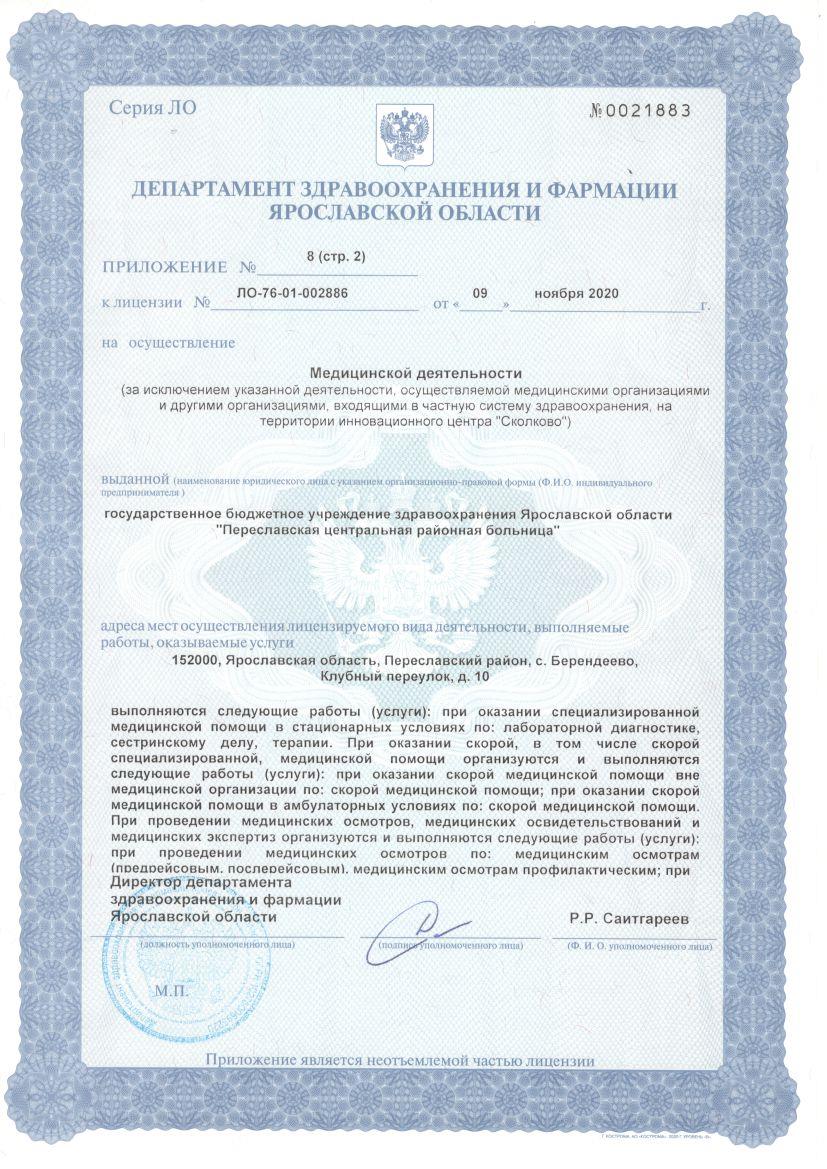 Серия ЛО
№0021883
ДЕПАРТАМЕНТ ЗДРАВООХРАНЕНИЯ И ФАРМАЦИИ
ЯРОСЛАВСКОЙ ОБЛАСТИ
ПРИЛОЖЕНИЕ № 8 (стр. 2)
к лицензии № ЛО-76-01-002886 от « 09 » ноября 2020 г.
на осуществление
Медицинской деятельности
(за исключением указанной деятельности, осуществляемой медицинскими организациями
и другими организациями, входящими в частную систему здравоохранения, на
территории инновационного центра "Сколково")
выданной (наименование юридического лица с указанием организационно-правовой формы (Ф.И.О. индивидуального
предпринимателя )
государственное бюджетное учреждение здравоохранения Ярославской области
"Переславская центральная районная больница"
адреса мест осуществления лицензируемого вида деятельности, выполняемые
работы, оказываемые услуги
152000, Ярославская область, Переславский район, с. Берендеево,
Клубный переулок, д. 10
выполняются следующие работы (услуги): при оказании специализированной
медицинской помощи в стационарных условиях по: лабораторной диагностике,
сестринскому делу, терапии. При оказании скорой, в том числе скорой
специализированной, медицинской помощи организуются и выполняются
следующие работы (услуги): при оказании скорой медицинской помощи вне
медицинской организации по: скорой медицинской помощи; при оказании скорой
медицинской помощи в амбулаторных условиях по: скорой медицинской помощи.
При проведении медицинских осмотров, медицинских освидетельствований и
медицинских экспертиз организуются и выполняются следующие работы (услуги):
при проведении медицинских осмотров по: медицинским осмотрам
(предрейсовым, послерейсовым), медицинским осмотрам профилактическим; при
Директор департамента
здравоохранения и фармации
Ярославской области
Р.Р. Саитгареев
(должность уполномоченного лица)
(подпись уполномоченного лица)
(Ф. И. О. уполномоченного лица)
М.П.
Приложение является неотъемлемой частью лицензии